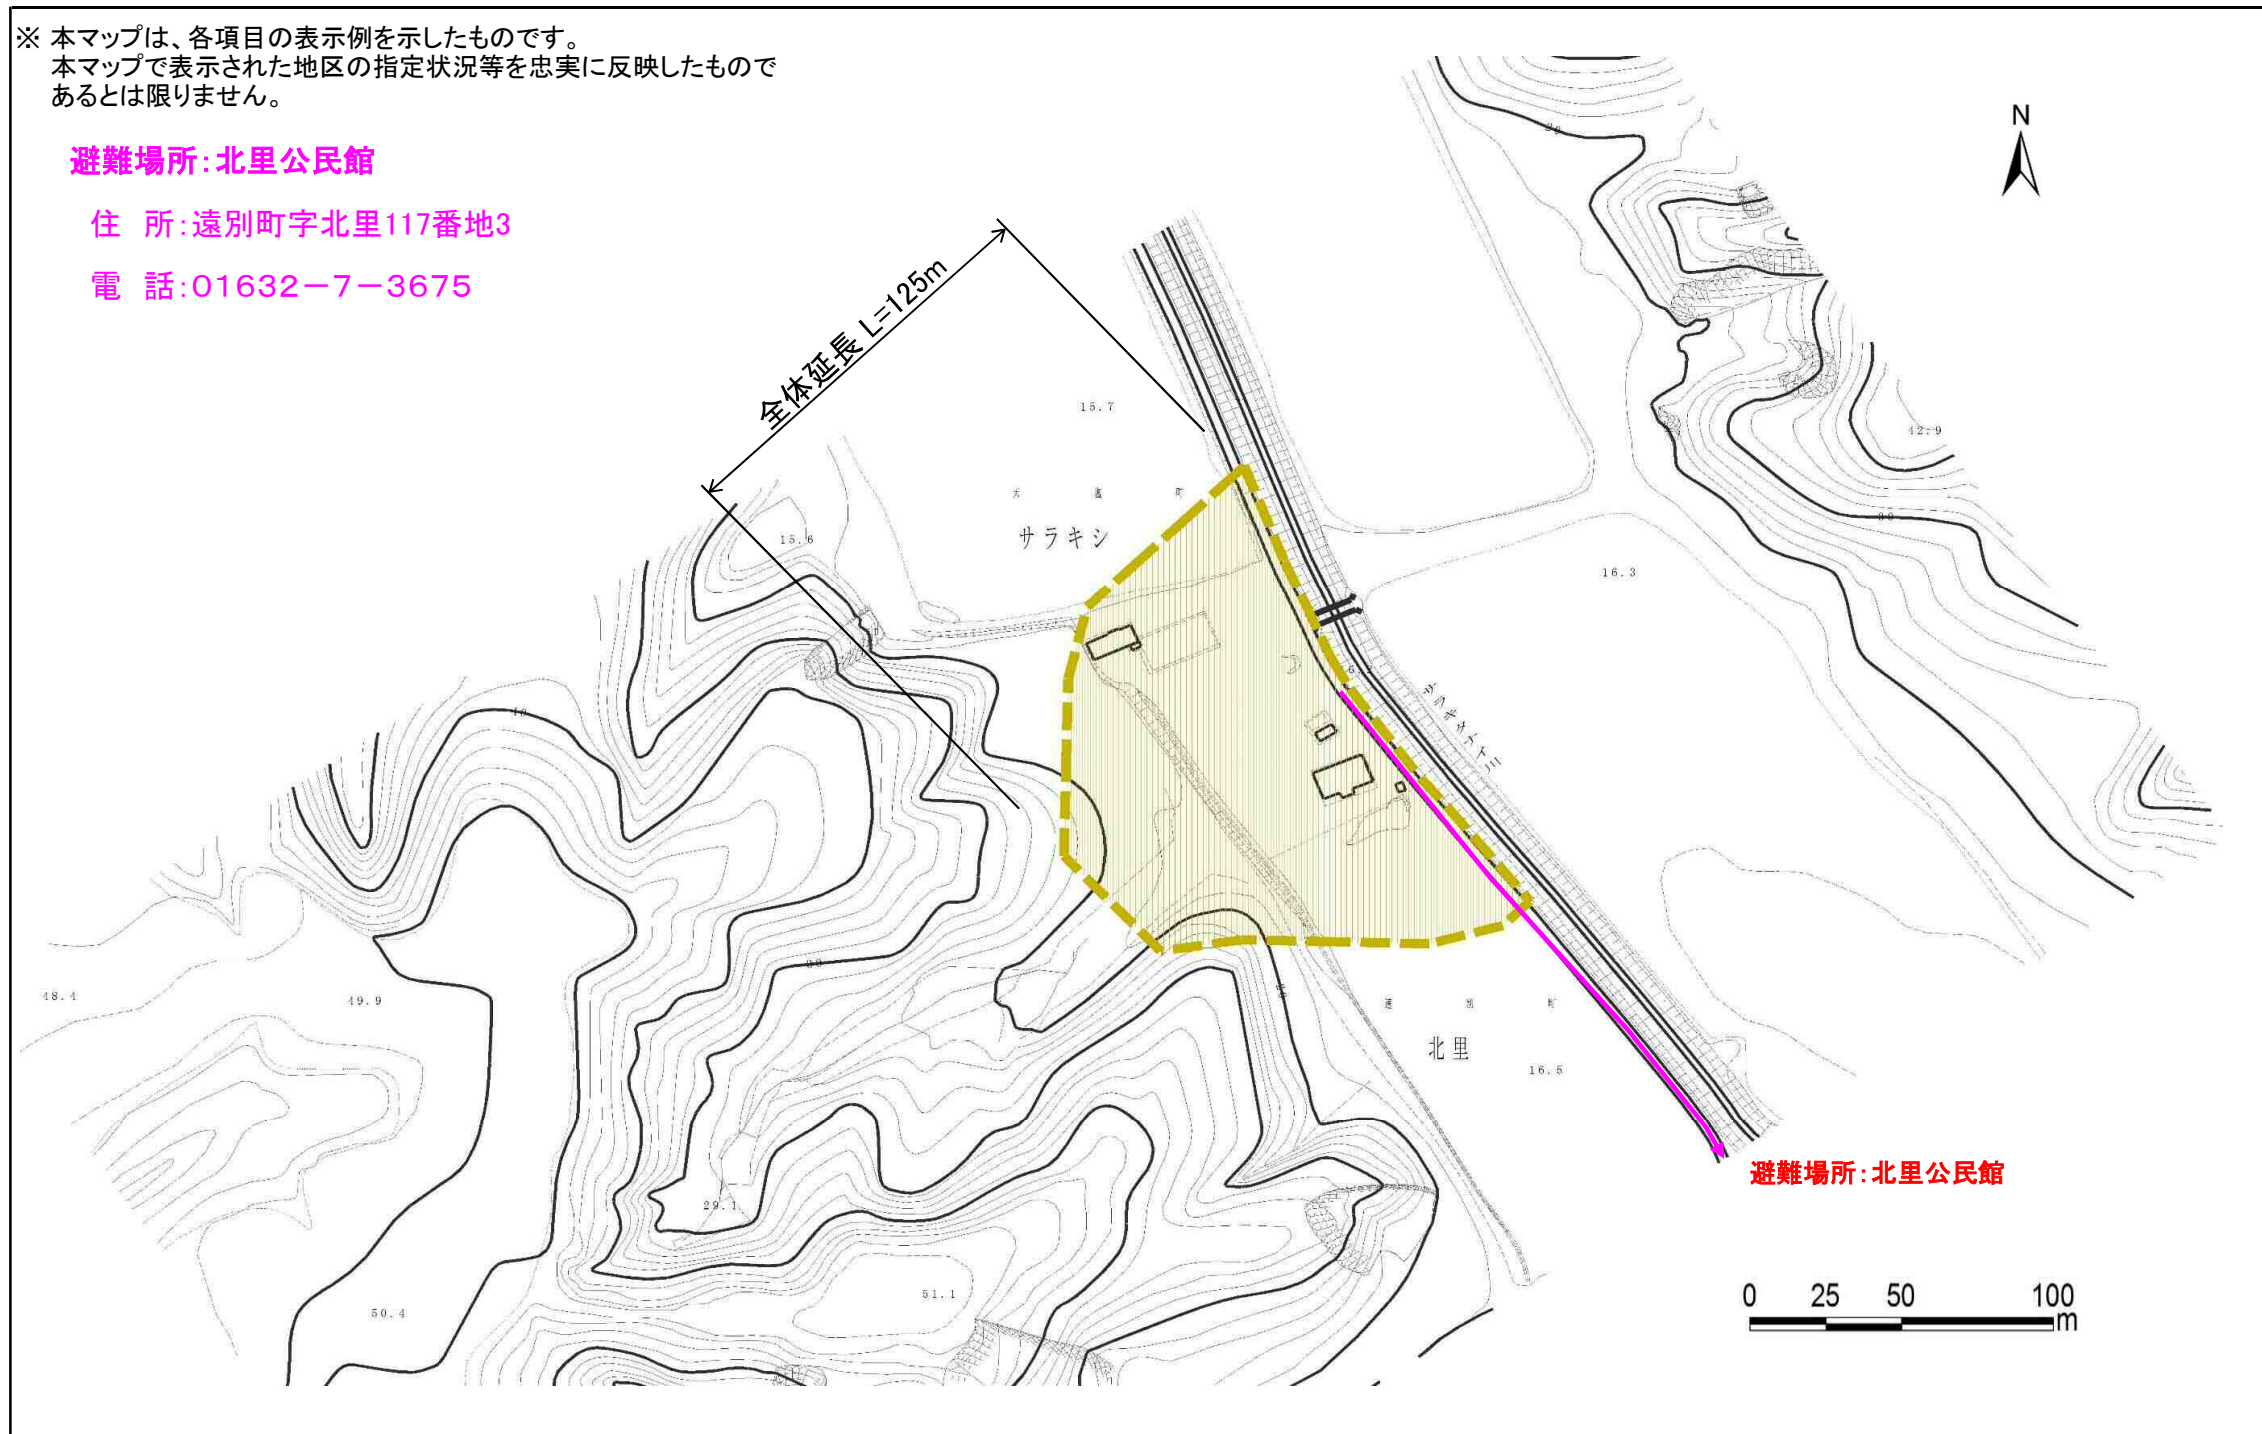 ※ 本マップは、各項目の表示例を示したものです。
本マップで表示された地区の指定状況等を忠実に反映したもので
あるとは限りません。
避難場所:北里公民館
住 所:遠別町字北里117番地3
電 話:01632-7-3675
N
全体延長 L=125m
15.7
42.9
15.6
サラキシ
16.3
40
30
48.4
49.9
遠 別 町
北里
16.5
避難場所:北里公民館
29.1
51.1
50.4
0 25 50 100
m